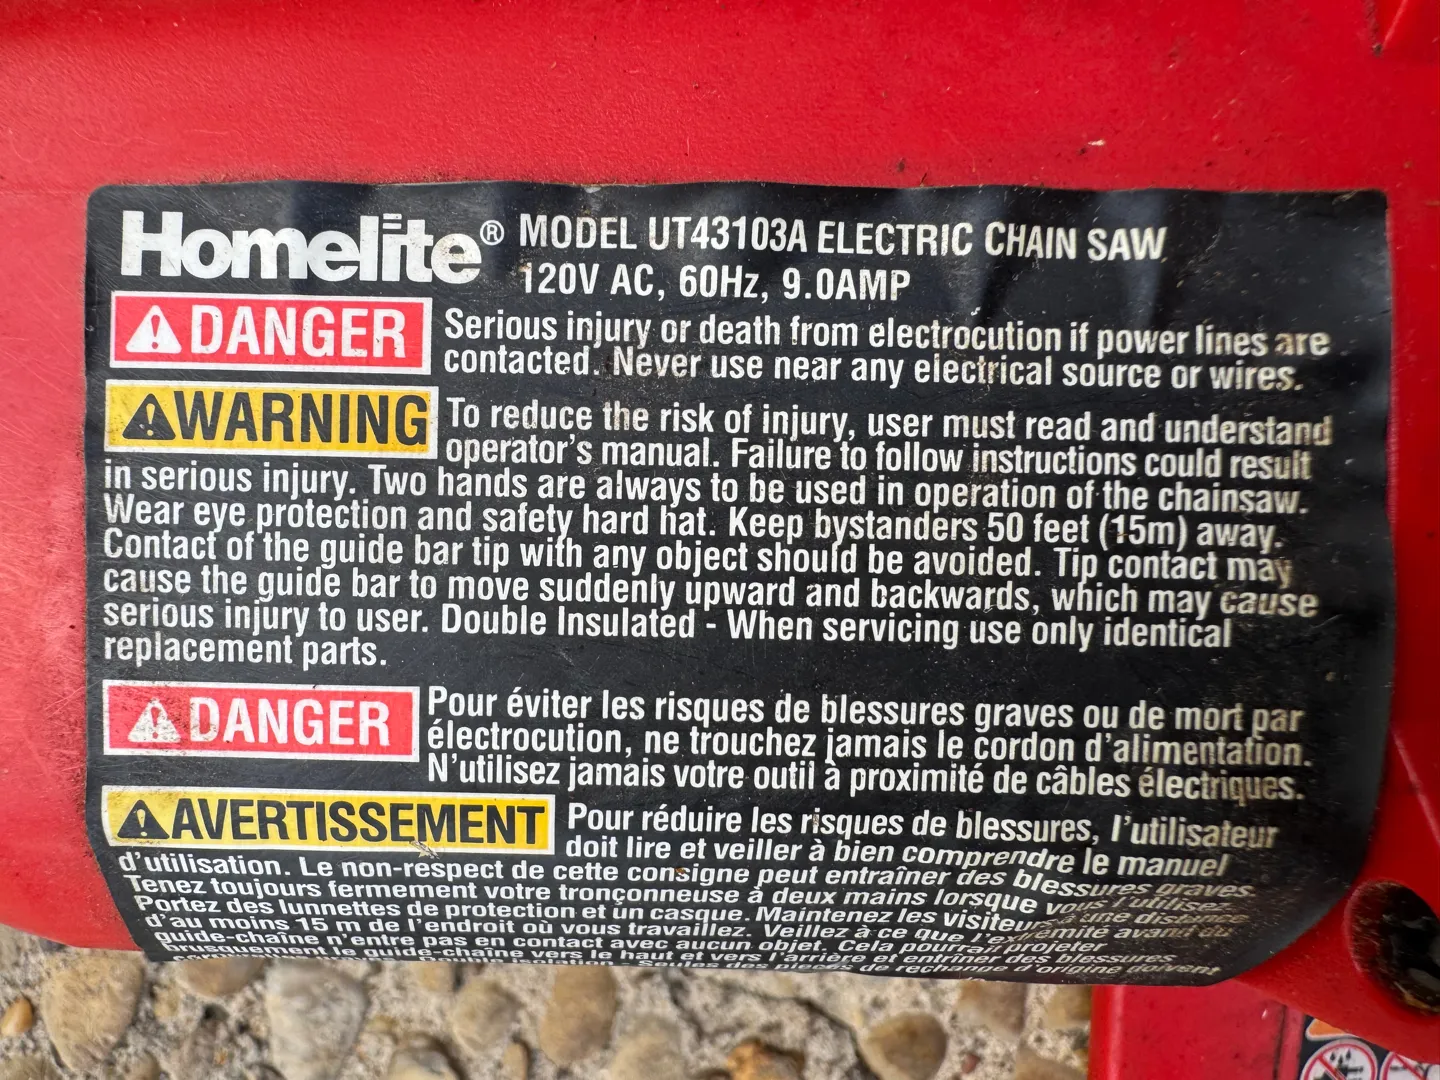 Homelite® MODEL UT43103A ELECTRIC CHAIN SAW
120V AC, 60Hz, 9.0AMP
DANGER Serious injury or death from electrocution if power lines are
contacted. Never use near any electrical source or wires.
WARNING To reduce the risk of injury, user must read and understand
operator's manual. Failure to follow instructions could result
in serious injury. Two hands are always to be used in operation of the chainsaw.
Wear eye protection and safety hard hat. Keep bystanders 50 feet (15m) away.
Contact of the guide bar tip with any object should be avoided. Tip contact may
cause the guide bar to move suddenly upward and backwards, which may cause
serious injury to user. Double Insulated - When servicing use only identical
replacement parts.
DANGER Pour éviter les risques de blessures graves ou de mort par
électrocution, ne trouchez jamais le cordon d'alimentation.
N'utilisez jamais votre outil à proximité de câbles électriques.
AVERTISSEMENT Pour réduire les risques de blessures, l'utilisateur
doit lire et veiller à bien comprendre le manuel
d'utilisation. Le non-respect de cette consigne peut entraîner des blessures graves.
Tenez toujours fermement votre tronçonneuse à deux mains lorsque vous l'utilisez.
Portez des lunettes de protection et un casque. Maintenez les visiteurs à une distance
d'au moins 15 m de l'endroit où vous travaillez. Veillez à ce que l'extrémité avant du
guide-chaîne n'entre pas en contact avec aucun objet. Cela pourrait projeter
brusquement le guide-chaîne vers le haut et vers l'arrière et entrîner des blessures
isolation. Seules des pièces de rechange d'origine doivent